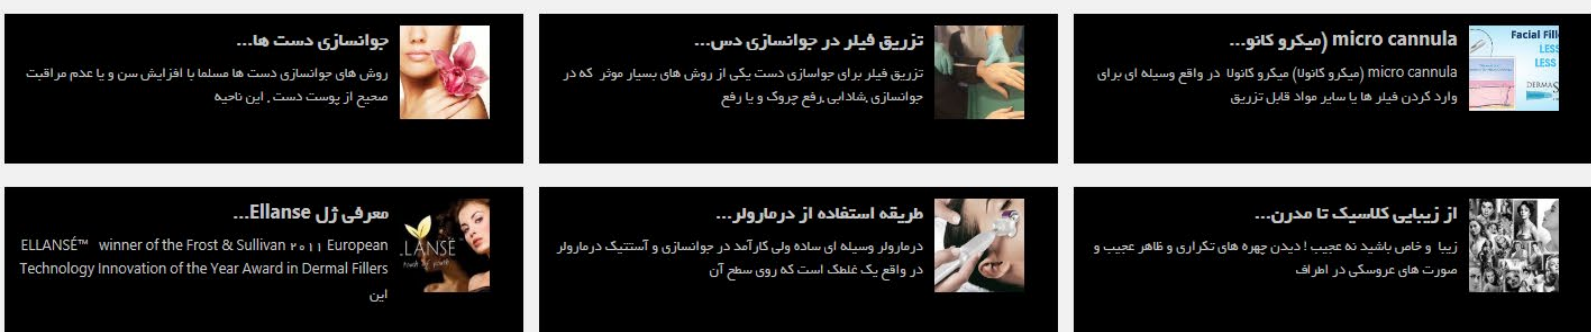 micro cannula (میکرو کانو...
micro cannula (میکرو کانولا) میکرو کانولا در واقع وسیله ای برای
وارد کردن فیلر ها یا سایر مواد قابل تزریق
Facial Fill
LESS
LESS
DERMAS
تزریق فیلر در جوانسازی دس...
تزریق فیلر برای جواسازی دست یکی از روش های بسیار موثر که در
جوانسازی ,شادابی ,رفع چروک و یا رفع
جوانسازی دست ها...
روش های جوانسازی دست ها مسلما با افزایش سن و یا عدم مراقبت
صحیح از پوست دست , این ناحیه
از زیبایی کلاسیک تا مدرن...
زیبا و خاص باشید نه عجیب ! دیدن چهره های تکراری و ظاهر عجیب و
صورت های عروسکی در اطراف
طریقه استفاده از درمارولر...
درمارولر وسیله ای ساده ولی کارآمد در جوانسازی و آستتیک درمارولر
در واقع یک غلطک است که روی سطح آن
معرفی ژل Ellanse...
ELLANSÉ™ winner of the Frost & Sullivan ۲۰۱۱ European
Technology Innovation of the Year Award in Dermal Fillers
این
LANSÉ